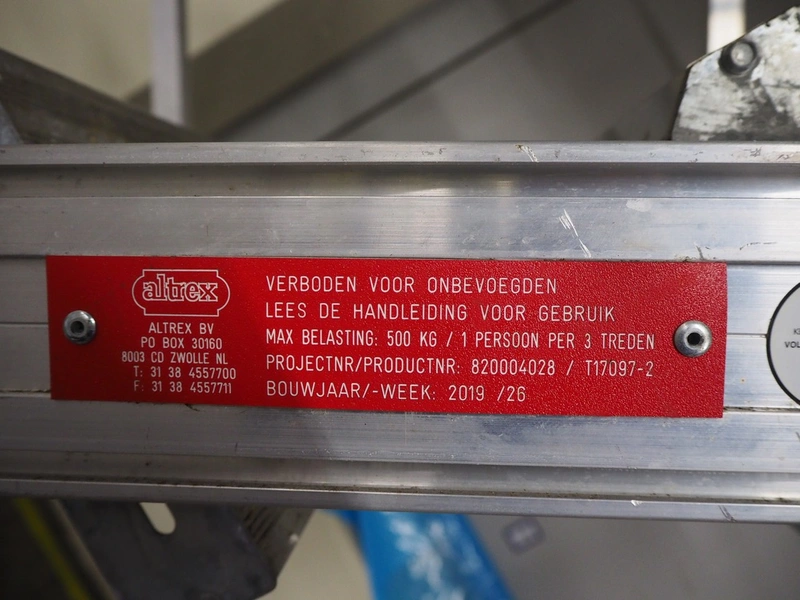 altrex
ALTREX BV
PO BOX 30160
8003 CD ZWOLLE NL
T: 31 38 4557700
F: 31 38 4557711
VERBODEN VOOR ONBEVOEGDEN
LEES DE HANDLEIDING VOOR GEBRUIK
MAX BELASTING: 500 KG / 1 PERSOON PER 3 TREDEN
PROJECTNR/PRODUCTNR: 820004028 / T17097-2
BOUWJAAR/-WEEK: 2019 /26